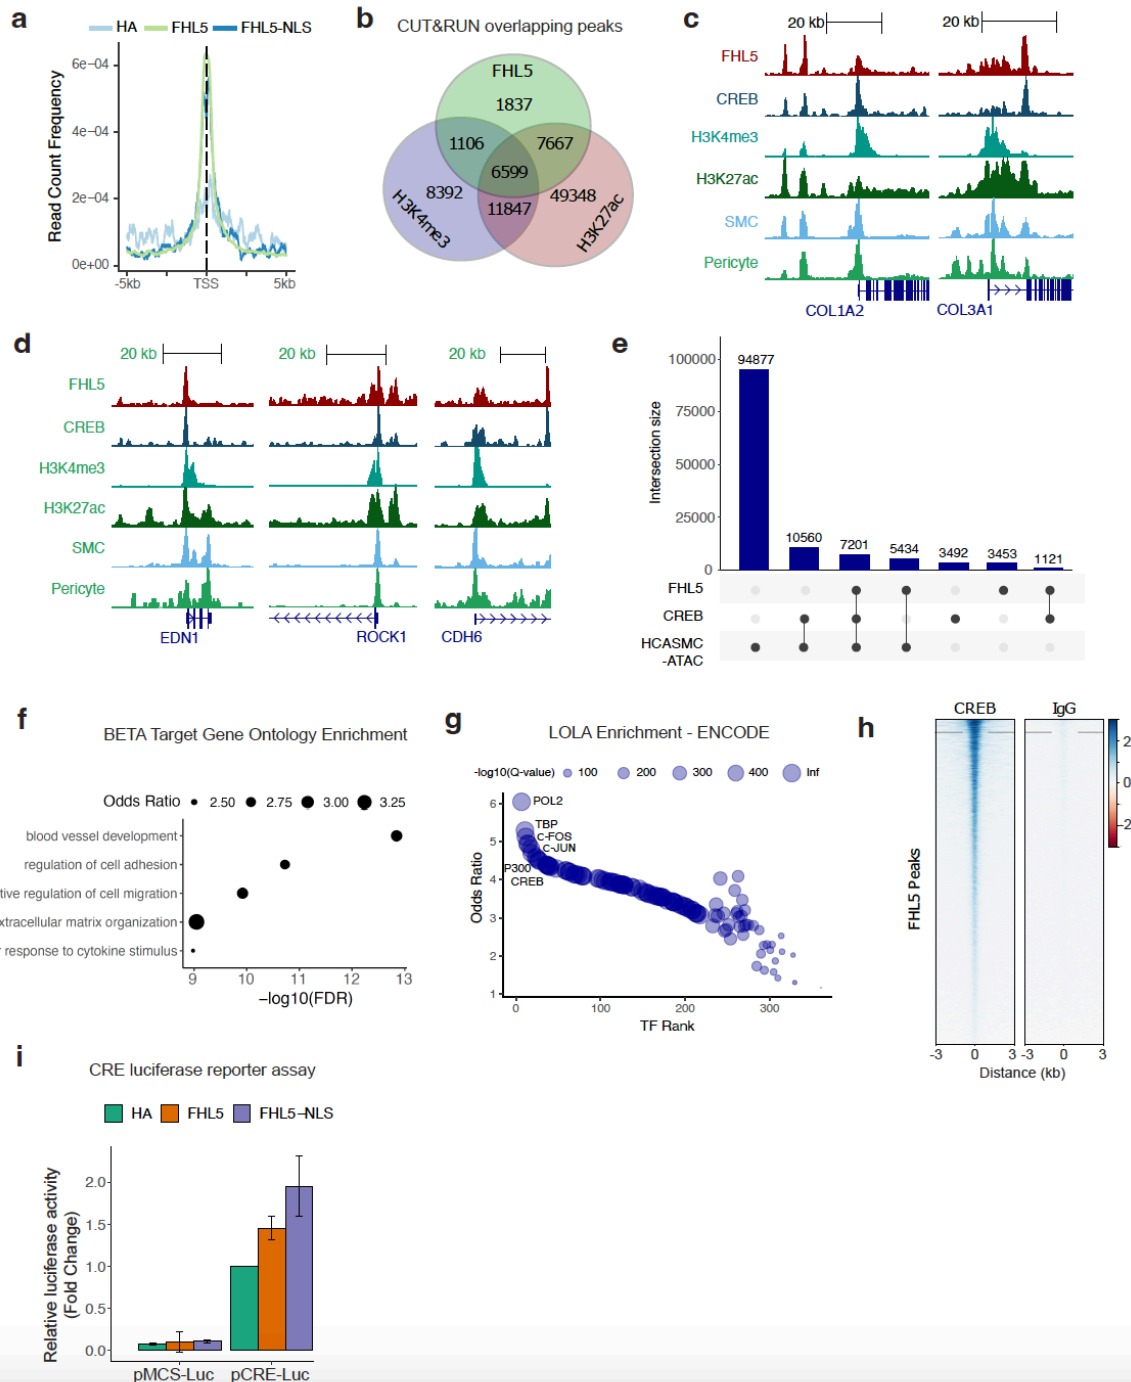 a
HA FHL5 FHL5-NLS
Read Count Frequency
6e−04
4e−04
2e−04
0e+00
-5kb TSS 5kb
b
CUT&RUN overlapping peaks
FHL5
1837
1106 7667
6599
8392 11847 49348
H3K4me3 H3K27ac
c
20 kb 20 kb
FHL5
CREB
H3K4me3
H3K27ac
SMC
Pericyte
COL1A2 COL3A1
d
20 kb 20 kb 20 kb
FHL5
CREB
H3K4me3
H3K27ac
SMC
Pericyte
EDN1 ROCK1 CDH6
e
Intersection size
100000
75000
50000
25000
0
94877 10560 7201 5434 3492 3453 1121
FHL5
CREB
HCASMC
-ATAC
f
BETA Target Gene Ontology Enrichment
Odds Ratio 2.50 2.75 3.00 3.25
blood vessel development
regulation of cell adhesion
tive regulation of cell migration
xtracellular matrix organization
r response to cytokine stimulus
9 10 11 12 13
−log10(FDR)
g
LOLA Enrichment - ENCODE
-log10(Q-value) 100 200 300 400 Inf
Odds Ratio
6
5
4
3
2
1
POL2
TBP
c-FOS
c-JUN
P300
CREB
0 100 200 300
TF Rank
h
CREB IgG
FHL5 Peaks
2
0
-2
-3 0 3 -3 0 3
Distance (kb)
i
CRE luciferase reporter assay
HA FHL5 FHL5−NLS
Relative luciferase activity
(Fold Change)
2.0
1.5
1.0
0.5
0.0
pMCS-Luc pCRE-Luc